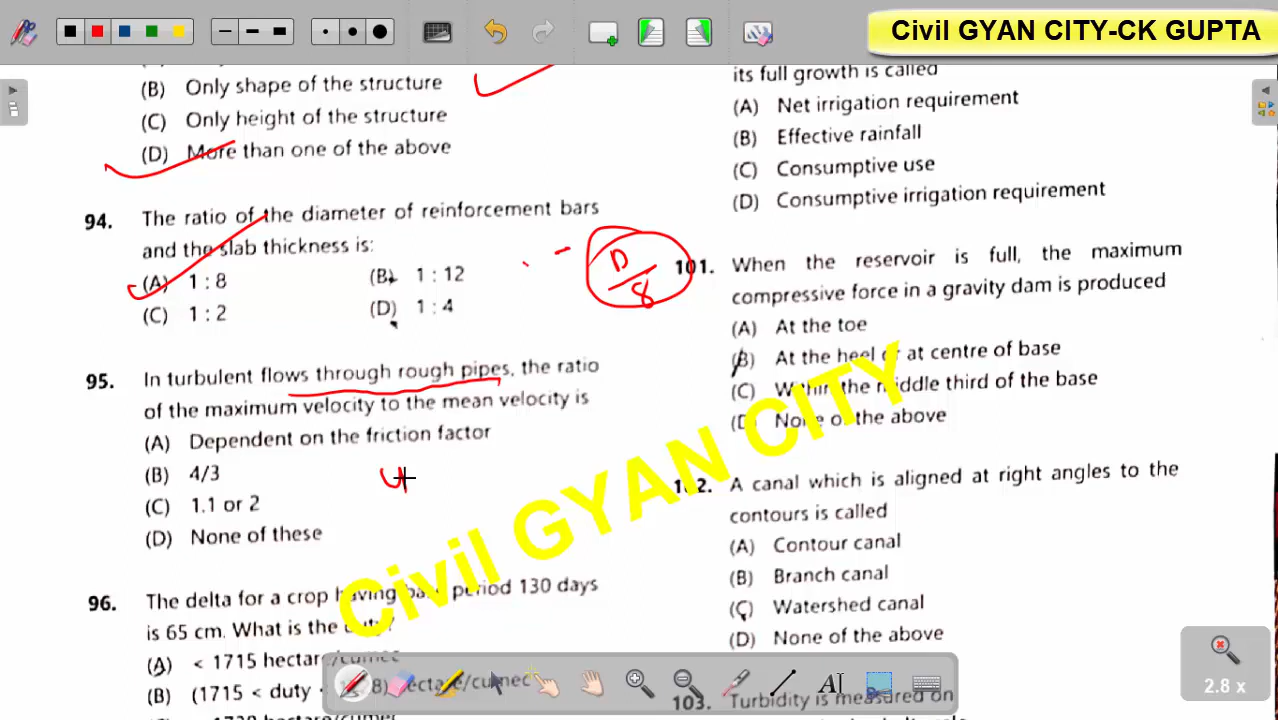 Civil GYAN CITY-CK GUPTA
(B) Only shape of the structure
(C) Only height of the structure
(D) More than one of the above
94. The ratio of the diameter of reinforcement bars
and the slab thickness is:
(A) 1 : 8 (B) 1 : 12
(C) 1 : 2 (D) 1 : 4
D/8
95. In turbulent flows through rough pipes, the ratio
of the maximum velocity to the mean velocity is
(A) Dependent on the friction factor
(B) 4/3
(C) 1.1 or 2
(D) None of these
96. The delta for a crop having base period 130 days
is 65 cm. What is the duty?
(A) < 1715 hectare/cumec
(B) (1715 < duty
hectare/cumec
its full growth is called
(A) Net irrigation requirement
(B) Effective rainfall
(C) Consumptive use
(D) Consumptive irrigation requirement
101. When the reservoir is full, the maximum
compressive force in a gravity dam is produced
(A) At the toe
(B) At the heel or at centre of base
(C) Within the middle third of the base
(D) None of the above
102. A canal which is aligned at right angles to the
contours is called
(A) Contour canal
(B) Branch canal
(C) Watershed canal
(D) None of the above
103. Turbidity is measured on
Civil GYAN CITY
2.8 x